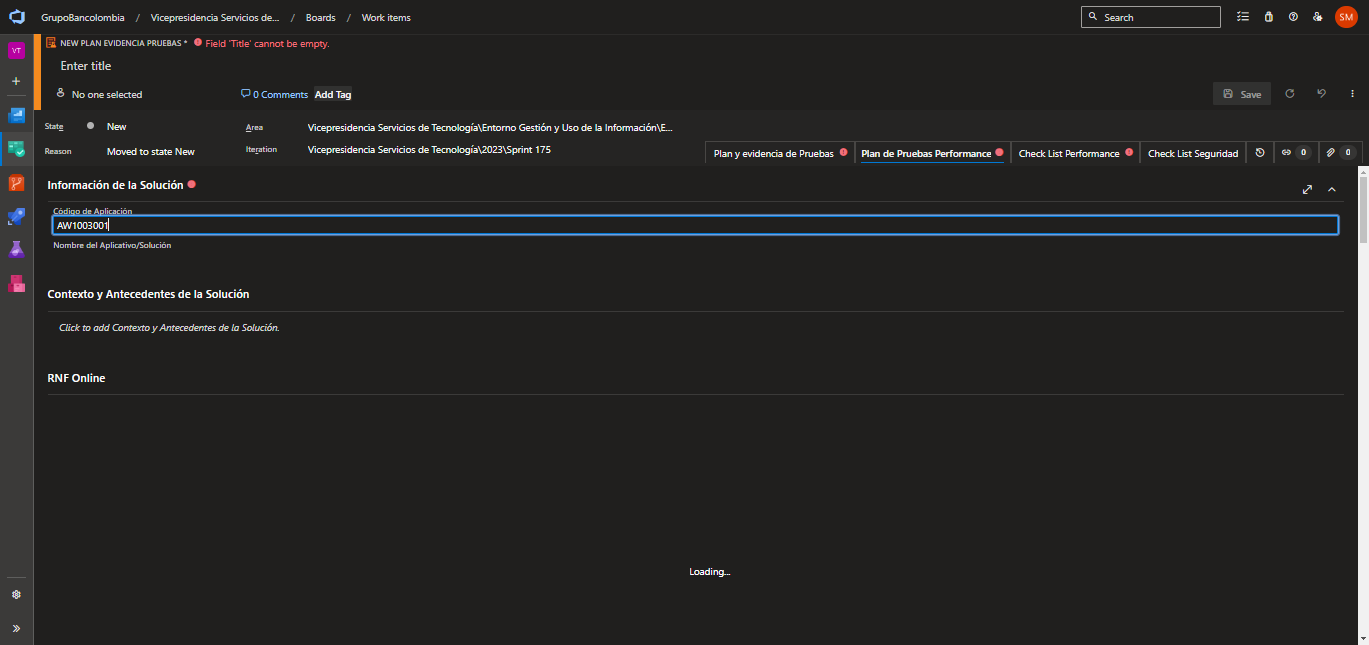 GrupoBancolombia / Vicepresidencia Servicios de... / Boards / Work items
Search
SM
VT
NEW PLAN EVIDENCIA PRUEBAS * Field 'Title' cannot be empty.
Enter title
No one selected
0 Comments
Add Tag
Save
State
New
Area
Vicepresidencia Servicios de Tecnología\Entorno Gestión y Uso de la Información\E...
Reason
Moved to state New
Iteration
Vicepresidencia Servicios de Tecnología\2023\Sprint 175
Plan y evidencia de Pruebas
Plan de Pruebas Performance
Check List Performance
Check List Seguridad
0
0
Información de la Solución
Código de Aplicación
AW1003001
Nombre del Aplicativo/Solución
Contexto y Antecedentes de la Solución
Click to add Contexto y Antecedentes de la Solución.
RNF Online
Loading...